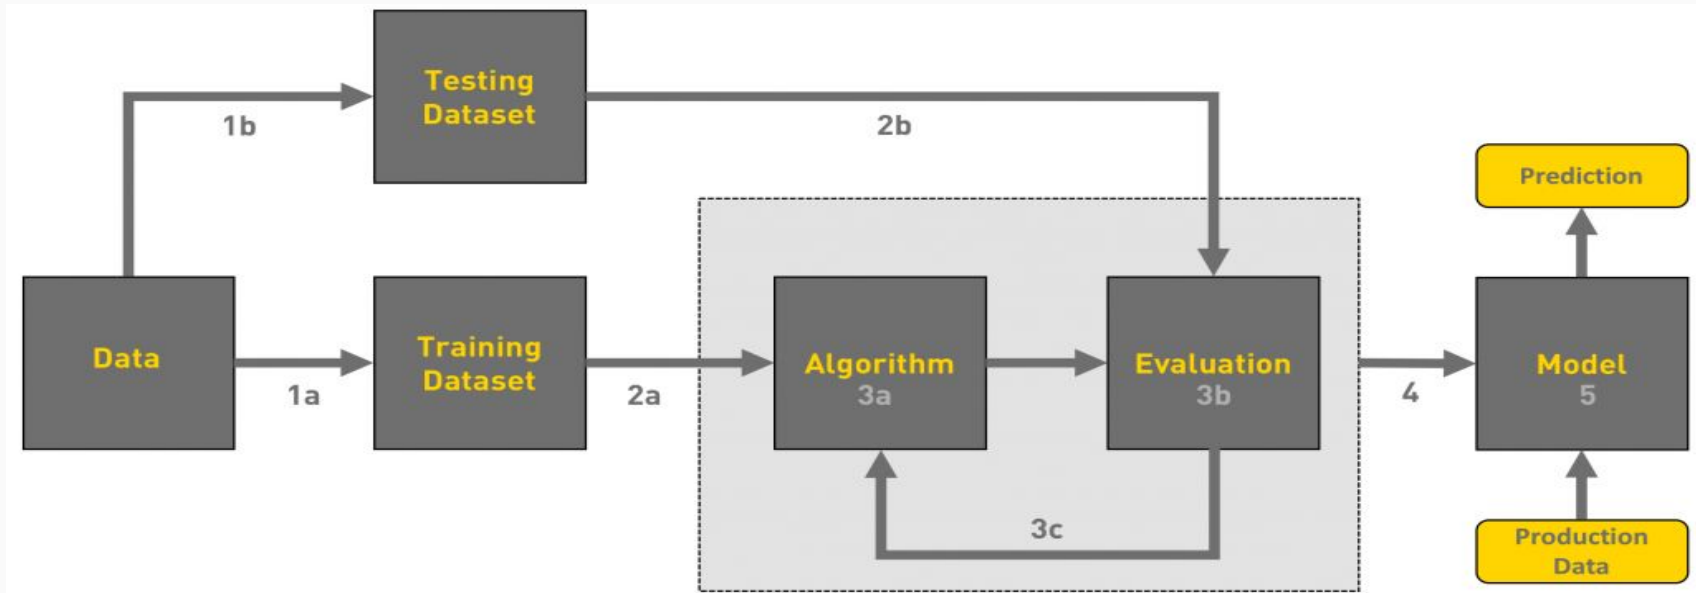 Testing
Dataset
1b
2b
Prediction
Data
1a
Training
Dataset
2a
Algorithm
3a
Evaluation
3b
4
Model
5
3c
Production
Data